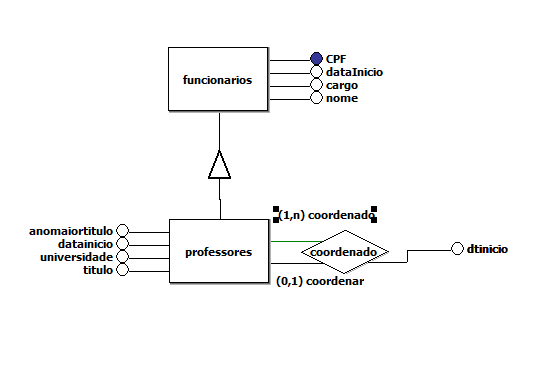 CPF
dataInicio
funcionarios
cargo
nome
(1,n) coordenado
anomaiortitulo
datainicio
universidade
titulo
professores
coordenado
dtinicio
(0,1) coordenar